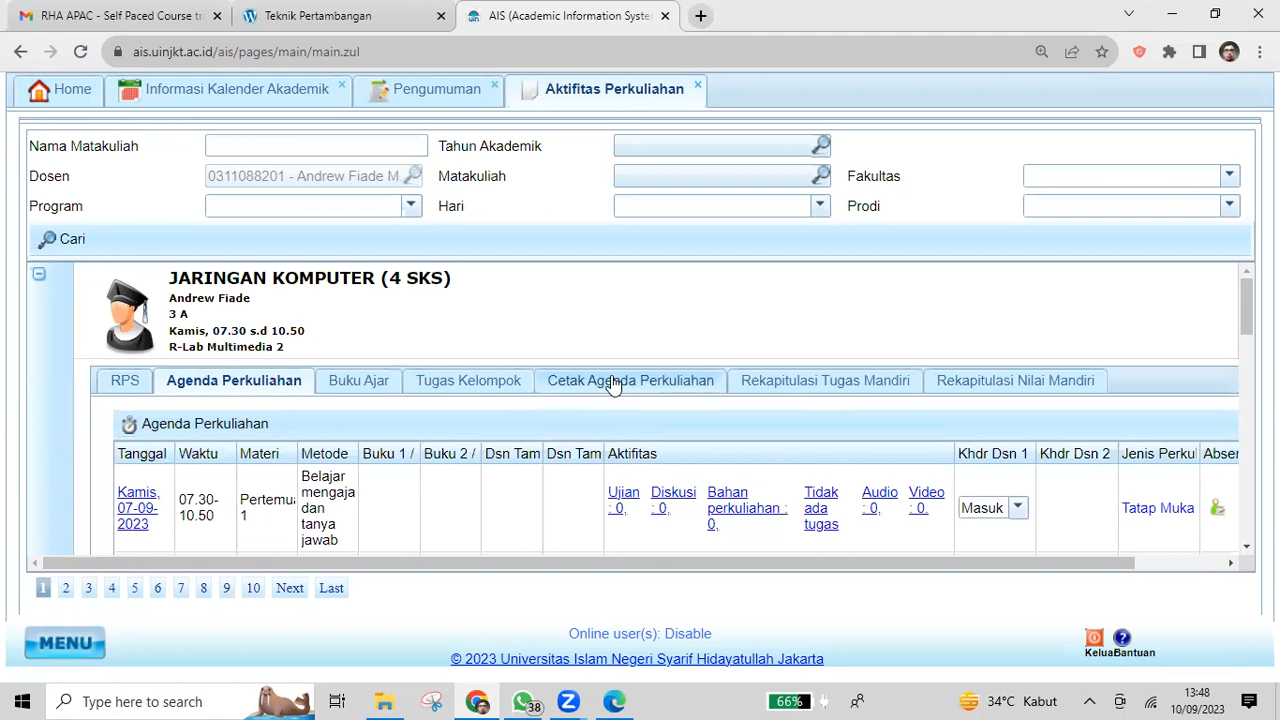 RHA APAC - Self Paced Course tra
Teknik Pertambangan
AIS (Academic Information Syste
ais.uinjkt.ac.id/ais/pages/main/main.zul
Home
Informasi Kalender Akademik
Pengumuman
Aktifitas Perkuliahan
Nama Matakuliah
Tahun Akademik
Dosen
0311088201 - Andrew Fiade M
Matakuliah
Fakultas
Program
Hari
Prodi
Cari
JARINGAN KOMPUTER (4 SKS)
Andrew Fiade
3 A
Kamis, 07.30 s.d 10.50
R-Lab Multimedia 2
RPS
Agenda Perkuliahan
Buku Ajar
Tugas Kelompok
Cetak Agenda Perkuliahan
Rekapitulasi Tugas Mandiri
Rekapitulasi Nilai Mandiri
Agenda Perkuliahan
Tanggal Waktu Materi Metode Buku 1 / Buku 2 / Dsn Tam Dsn Tam Aktifitas Khdr Dsn 1 Khdr Dsn 2 Jenis Perkul Absen
Kamis,
07-09-
2023
07.30-
10.50
Pertemua
1
Belajar
mengaja
dan
tanya
jawab
Ujian
: 0,
Diskusi
: 0,
Bahan
perkuliahan :
0,
Tidak
ada
tugas
Audio
: 0,
Video
: 0.
Masuk
Tatap Muka
1 2 3 4 5 6 7 8 9 10 Next Last
MENU
Online user(s): Disable
KeluaBantuan
© 2023 Universitas Islam Negeri Syarif Hidayatullah Jakarta
Type here to search
38
66%
34°C Kabut
13:48
10/09/2023